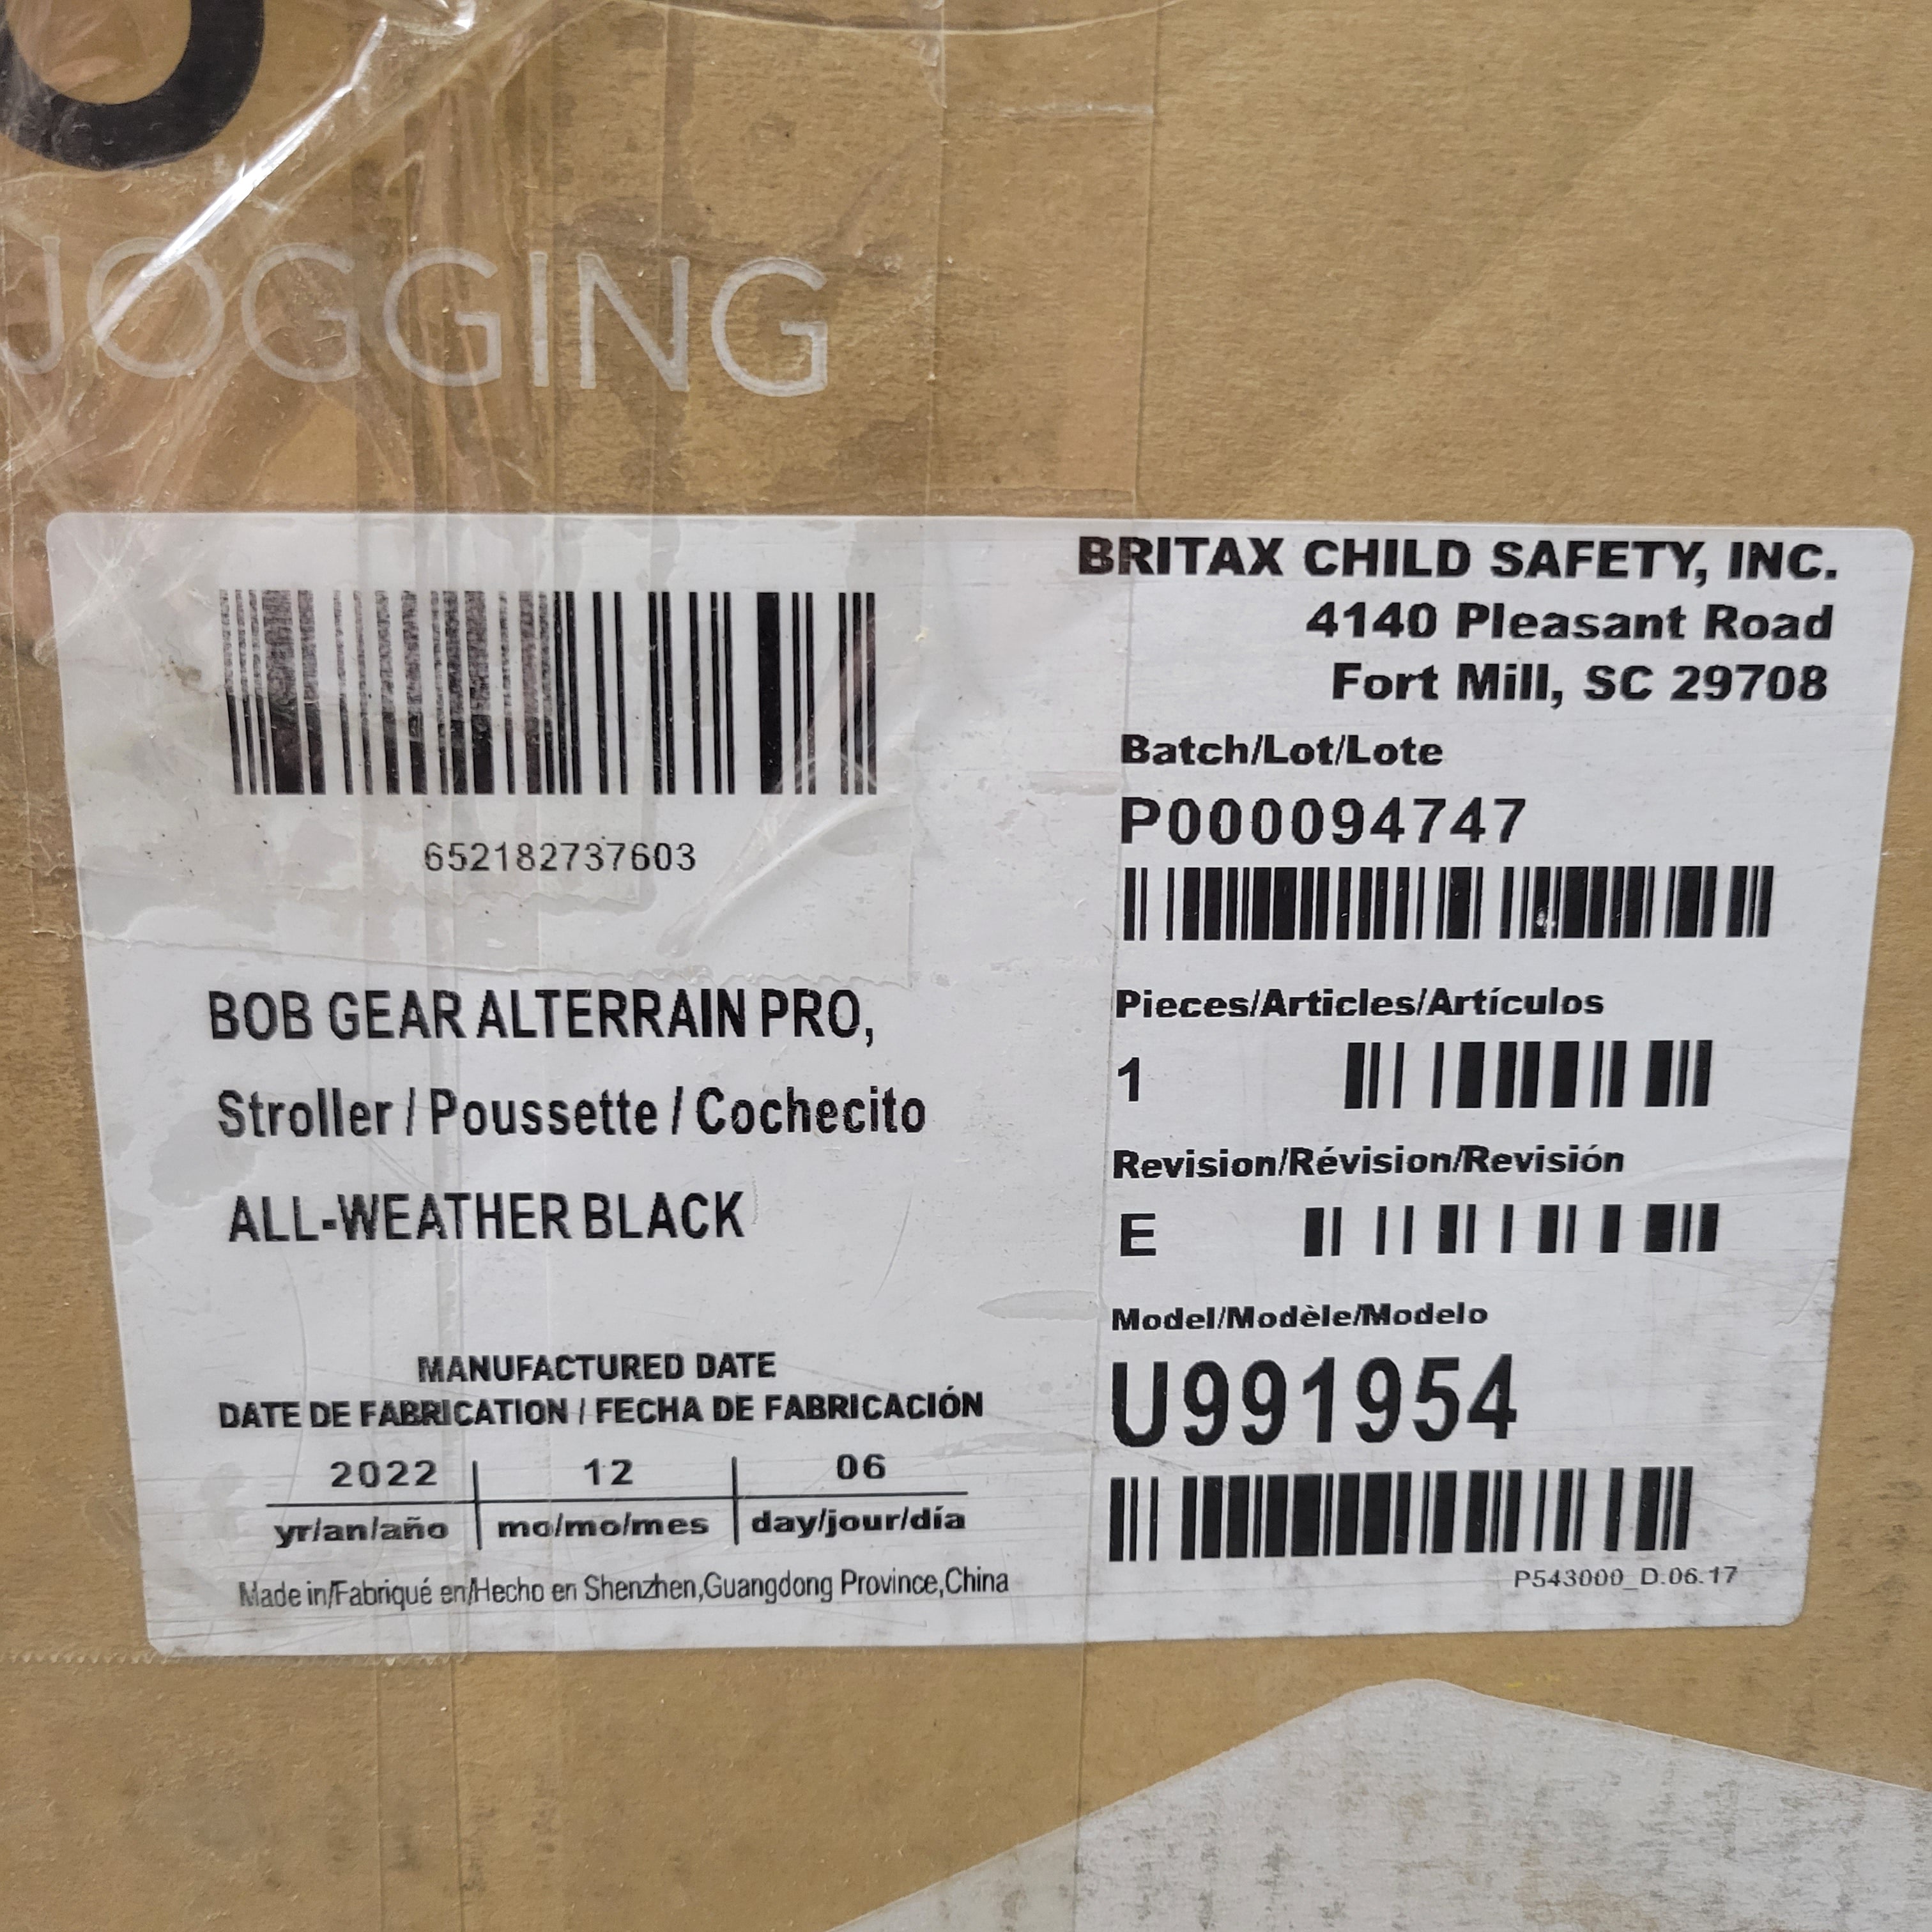 JOGGING
652182737603
BOB GEAR ALTERRAIN PRO,
Stroller / Poussette / Cochecito
ALL-WEATHER BLACK
MANUFACTURED DATE
DATE DE FABRICATION / FECHA DE FABRICACIÓN
2022 12 06
yr/an/año mo/mo/mes day/jour/día
Made in/Fabriqué en/Hecho en Shenzhen,Guangdong Province,China
BRITAX CHILD SAFETY, INC.
4140 Pleasant Road
Fort Mill, SC 29708
Batch/Lot/Lote
P000094747
Pieces/Articles/Artículos
1
Revision/Révision/Revisión
E
Model/Modèle/Modelo
U991954
P543000_D.06.17